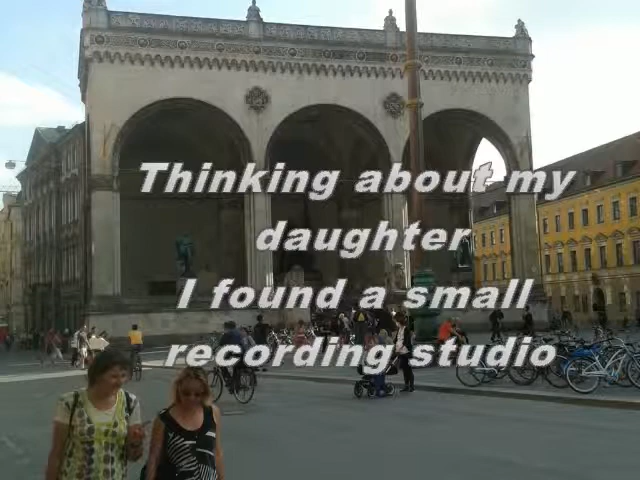 Thinking about my
daughter
I found a small
recording studio